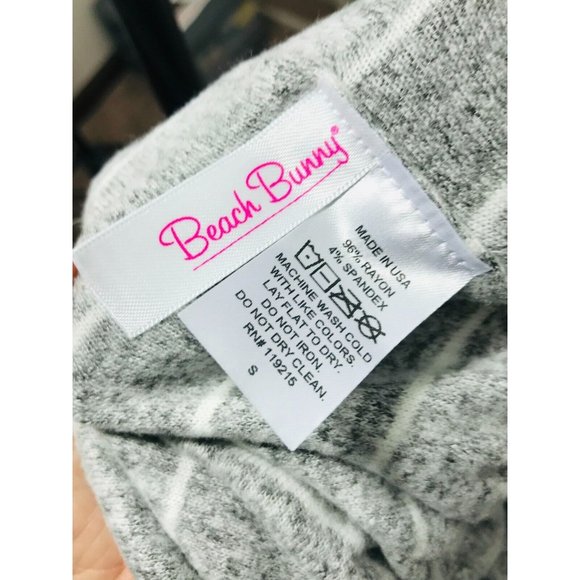 Beach Bunny®
MADE IN USA
96% RAYON
4% SPANDEX
MACHINE WASH COLD
WITH LIKE COLORS.
LAY FLAT TO DRY.
DO NOT IRON.
DO NOT DRY CLEAN.
RN# 119215
S